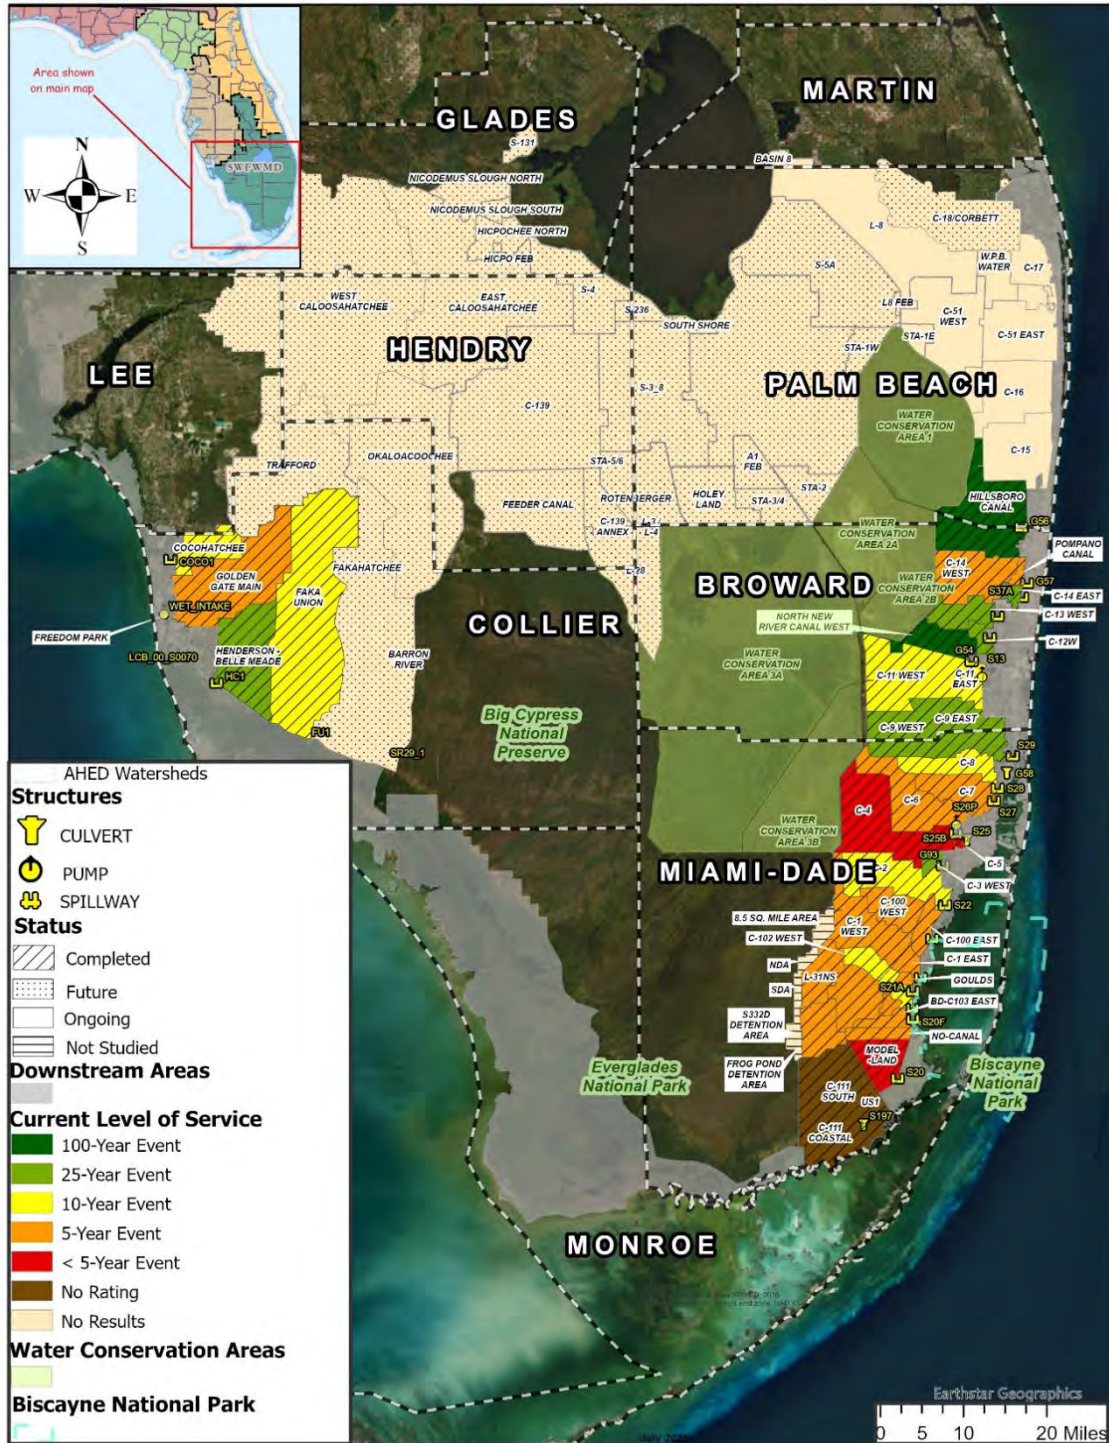 Area shown
on main map
N
W
E
S
GLADES
MARTIN
S-131
BASIN 8
NICODEMUS SLOUGH NORTH
NICODEMUS SLOUGH SOUTH
HICPOCHEE NORTH
HICPO FEB
L-8
C-18/CORBETT
W.P.B.
WATER
C-17
S-5A
WEST
CALOOSAHATCHEE
EAST
CALOOSAHATCHEE
S-4
S-236
SOUTH SHORE
L8 FEB
C-51
WEST
C-51 EAST
STA-1W
STA-1E
LEE
HENDRY
PALM BEACH
S-3_8
C-16
C-139
WATER
CONSERVATION
AREA 1
C-15
TRAFFORD
OKALOACOOCHEE
STA-5/6
A1
FEB
FEEDER CANAL
ROTENBERGER
HOLEY
LAND
STA-3/4
STA-2
HILLSBORO
CANAL
C-139
ANNEX
L-4
L-28
G56
WATER
CONSERVATION
AREA 2A
POMPANO
CANAL
COCOHATCHEE
COCO1
FAKAHATCHEE
GOLDEN
GATE MAIN
FAKA
UNION
BROWARD
C-14
WEST
WATER
CONSERVATION
AREA 2B
G57
S37A
C-14 EAST
C-13 WEST
WET_INTAKE
FREEDOM PARK
COLLIER
NORTH NEW
RIVER CANAL WEST
C-12W
LCB_00_S0070
HENDERSON -
BELLE MEADE
BARRON
RIVER
G54
S13
HC1
WATER
CONSERVATION
AREA 3A
C-11 WEST
C-11
EAST
FU1
SR29_1
Big Cypress
National
Preserve
C-9 WEST
C-9 EAST
S29
C-8
G58
S28
C-7
C-6
S27
C-4
S26P
S25B
S25
WATER
CONSERVATION
AREA 3B
G93
C-5
MIAMI-DADE
C-2
C-3 WEST
S22
8.5 SQ. MILE AREA
C-100
WEST
C-1
WEST
C-102 WEST
C-100 EAST
C-1 EAST
NDA
L-31NS
GOULDS
SDA
S21A
BD-C103 EAST
S332D
DETENTION
AREA
S20F
NO-CANAL
MODEL
-LAND
FROG POND
DETENTION
AREA
S20
Everglades
National Park
Biscayne
National
Park
C-111
SOUTH
US1
S197
C-111
COASTAL
MONROE
AHED Watersheds
Structures
CULVERT
PUMP
SPILLWAY
Status
Completed
Future
Ongoing
Not Studied
Downstream Areas
Current Level of Service
100-Year Event
25-Year Event
10-Year Event
5-Year Event
< 5-Year Event
No Rating
No Results
Water Conservation Areas
Biscayne National Park
Earthstar Geographics
0 5 10 20 Miles